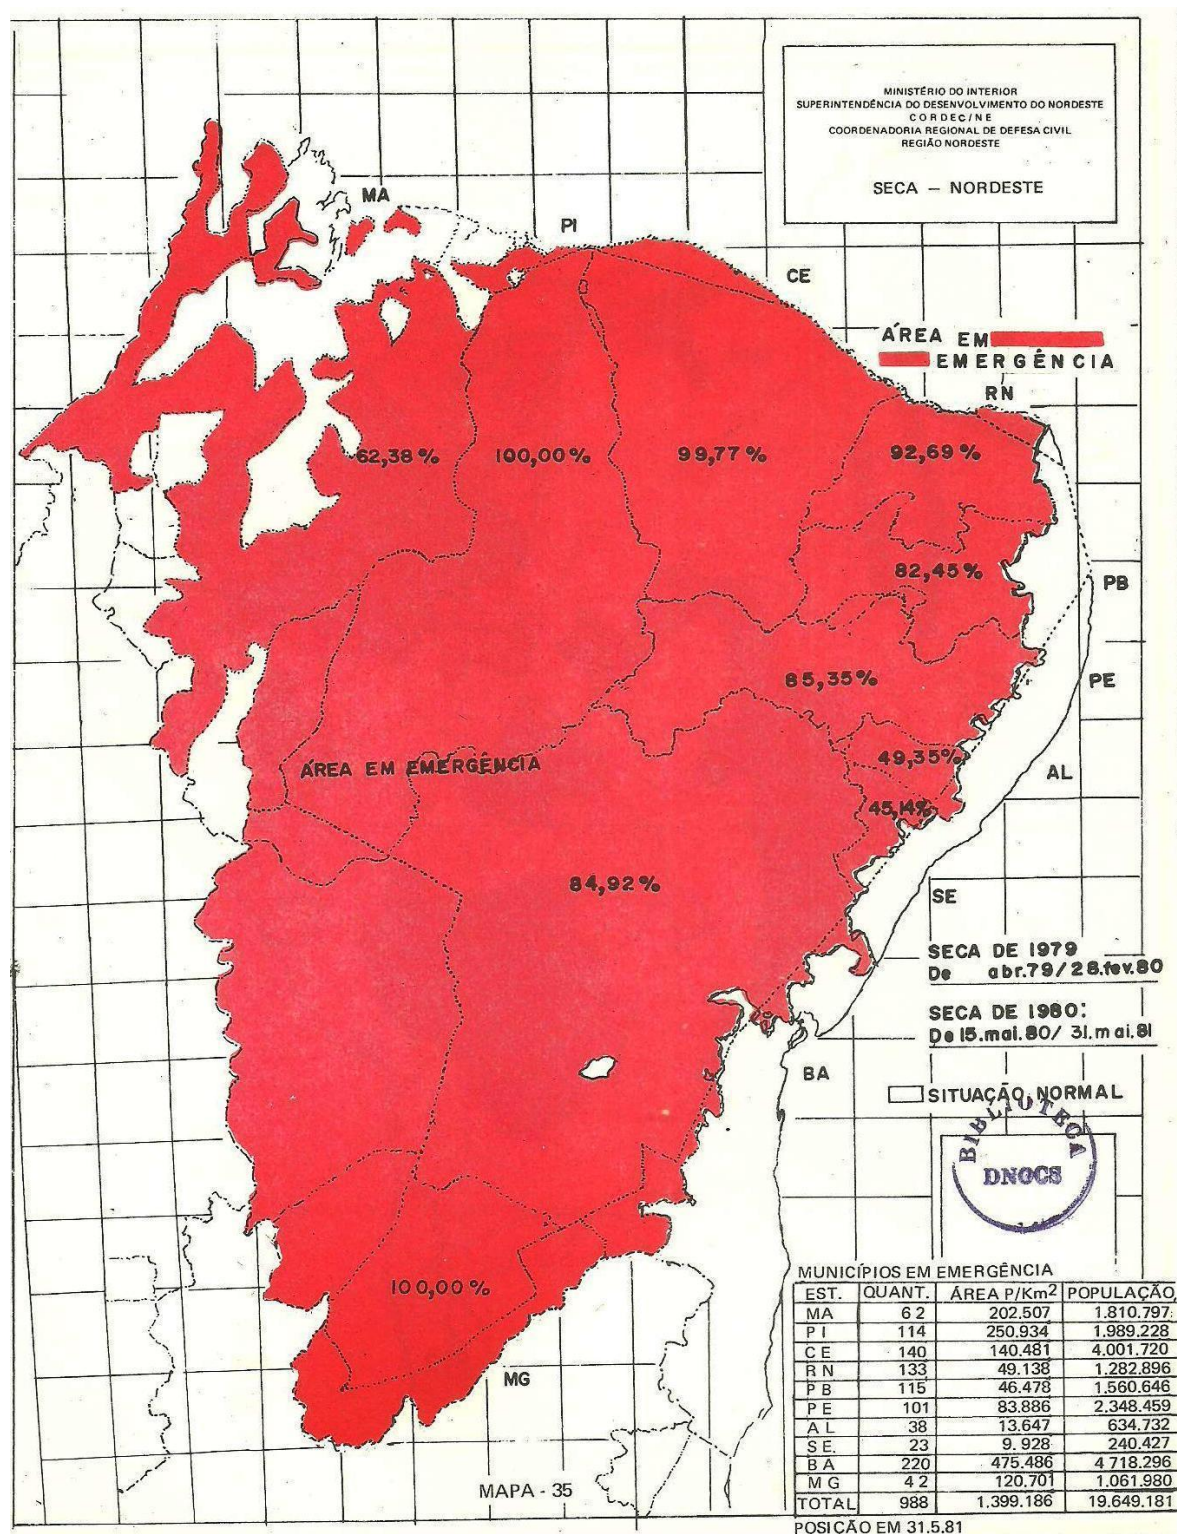 MINISTÉRIO DO INTERIOR
SUPERINTENDÊNCIA DO DESENVOLVIMENTO DO NORDESTE
CORDEC/NE
COORDENADORIA REGIONAL DE DEFESA CIVIL
REGIÃO NORDESTE
SECA – NORDESTE
MA
PI
CE
ÁREA EM
EMERGÊNCIA
RN
62,38%
100,00%
99,77%
92,69%
82,45%
PB
85,35%
PE
49,35%
ÁREA EM EMERGÊNCIA
AL
45,14%
84,92%
SE
SECA DE 1979
De abr.79/28.fev.80
SECA DE 1980:
De 15.mai.80/ 31.mai.81
BA
SITUAÇÃO NORMAL
BIBLIOTECA
DNOCS
100,00%
MG
MAPA - 35
MUNICÍPIOS EM EMERGÊNCIA
EST. QUANT. ÁREA P/Km² POPULAÇÃO
MA 62 202.507 1.810.797
PI 114 250.934 1.989.228
CE 140 140.481 4.001.720
RN 133 49.138 1.282.896
PB 115 46.478 1.560.646
PE 101 83.886 2.348.459
AL 38 13.647 634.732
SE. 23 9.928 240.427
BA 220 475.486 4 718.296
MG 42 120.701 1.061.980
TOTAL 988 1.399.186 19.649.181
POSICÃO EM 31.5.81